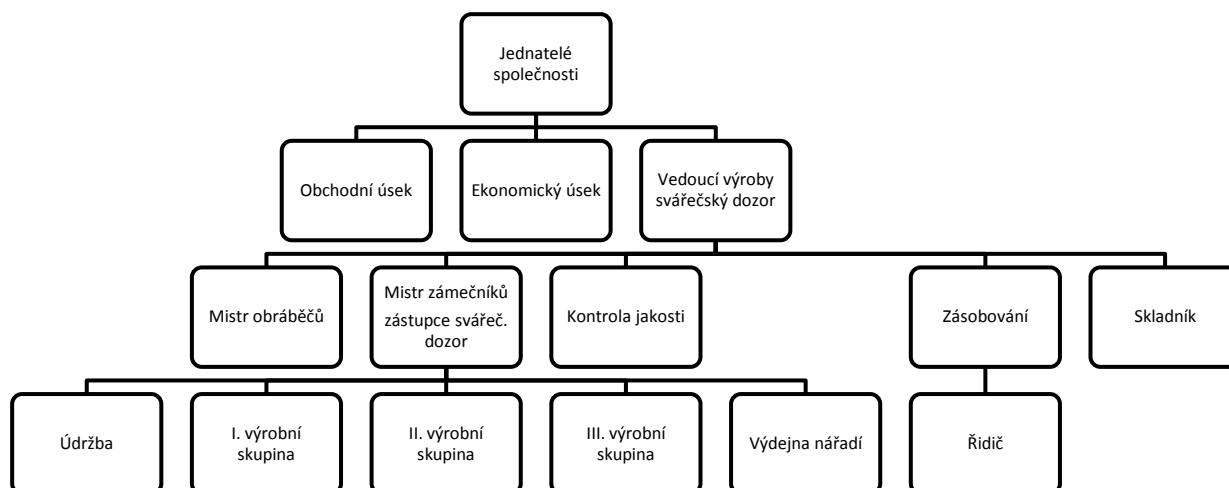 Jednatelé
společnosti
Obchodní úsek
Ekonomický úsek
Vedoucí výroby
svářečský dozor
Mistr obráběčů
Mistr zámečníků
zástupce svářeč.
dozor
Kontrola jakosti
Zásobování
Skladník
Údržba
I. výrobní
skupina
II. výrobní
skupina
III. výrobní
skupina
Výdejna nářadí
Řidič